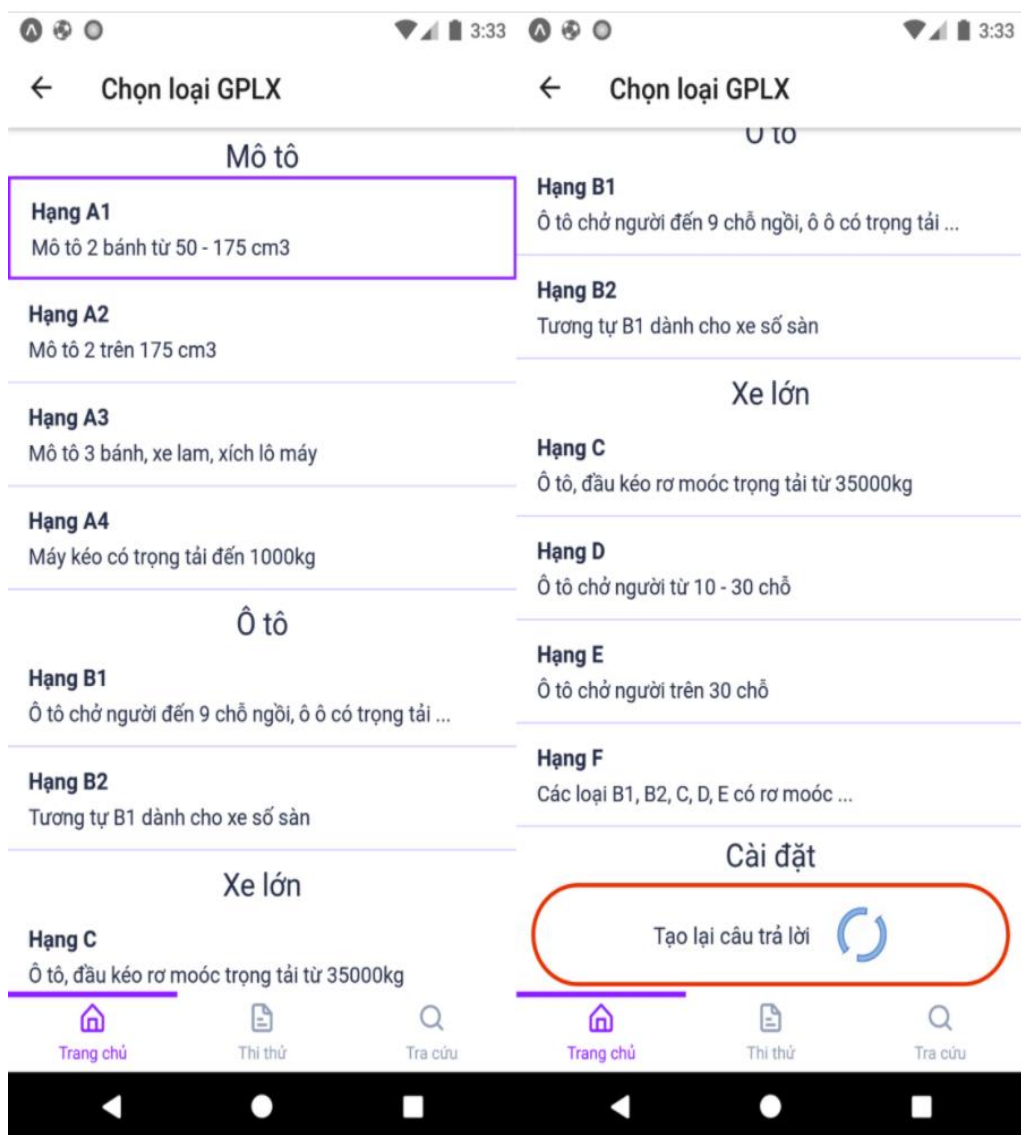 3:33
Chọn loại GPLX
Mô tô
Hạng A1
Mô tô 2 bánh từ 50 - 175 cm3
Hạng A2
Mô tô 2 trên 175 cm3
Hạng A3
Mô tô 3 bánh, xe lam, xích lô máy
Hạng A4
Máy kéo có trọng tải đến 1000kg
Ô tô
Hạng B1
Ô tô chở người đến 9 chỗ ngồi, ô ô có trọng tải ...
Hạng B2
Tương tự B1 dành cho xe số sàn
Xe lớn
Hạng C
Ô tô, đầu kéo rơ moóc trọng tải từ 35000kg
Trang chủ
Thi thử
Tra cứu
3:33
Chọn loại GPLX
Ô tô
Hạng B1
Ô tô chở người đến 9 chỗ ngồi, ô ô có trọng tải ...
Hạng B2
Tương tự B1 dành cho xe số sàn
Xe lớn
Hạng C
Ô tô, đầu kéo rơ moóc trọng tải từ 35000kg
Hạng D
Ô tô chở người từ 10 - 30 chỗ
Hạng E
Ô tô chở người trên 30 chỗ
Hạng F
Các loại B1, B2, C, D, E có rơ moóc ...
Cài đặt
Tạo lại câu trả lời
Trang chủ
Thi thử
Tra cứu